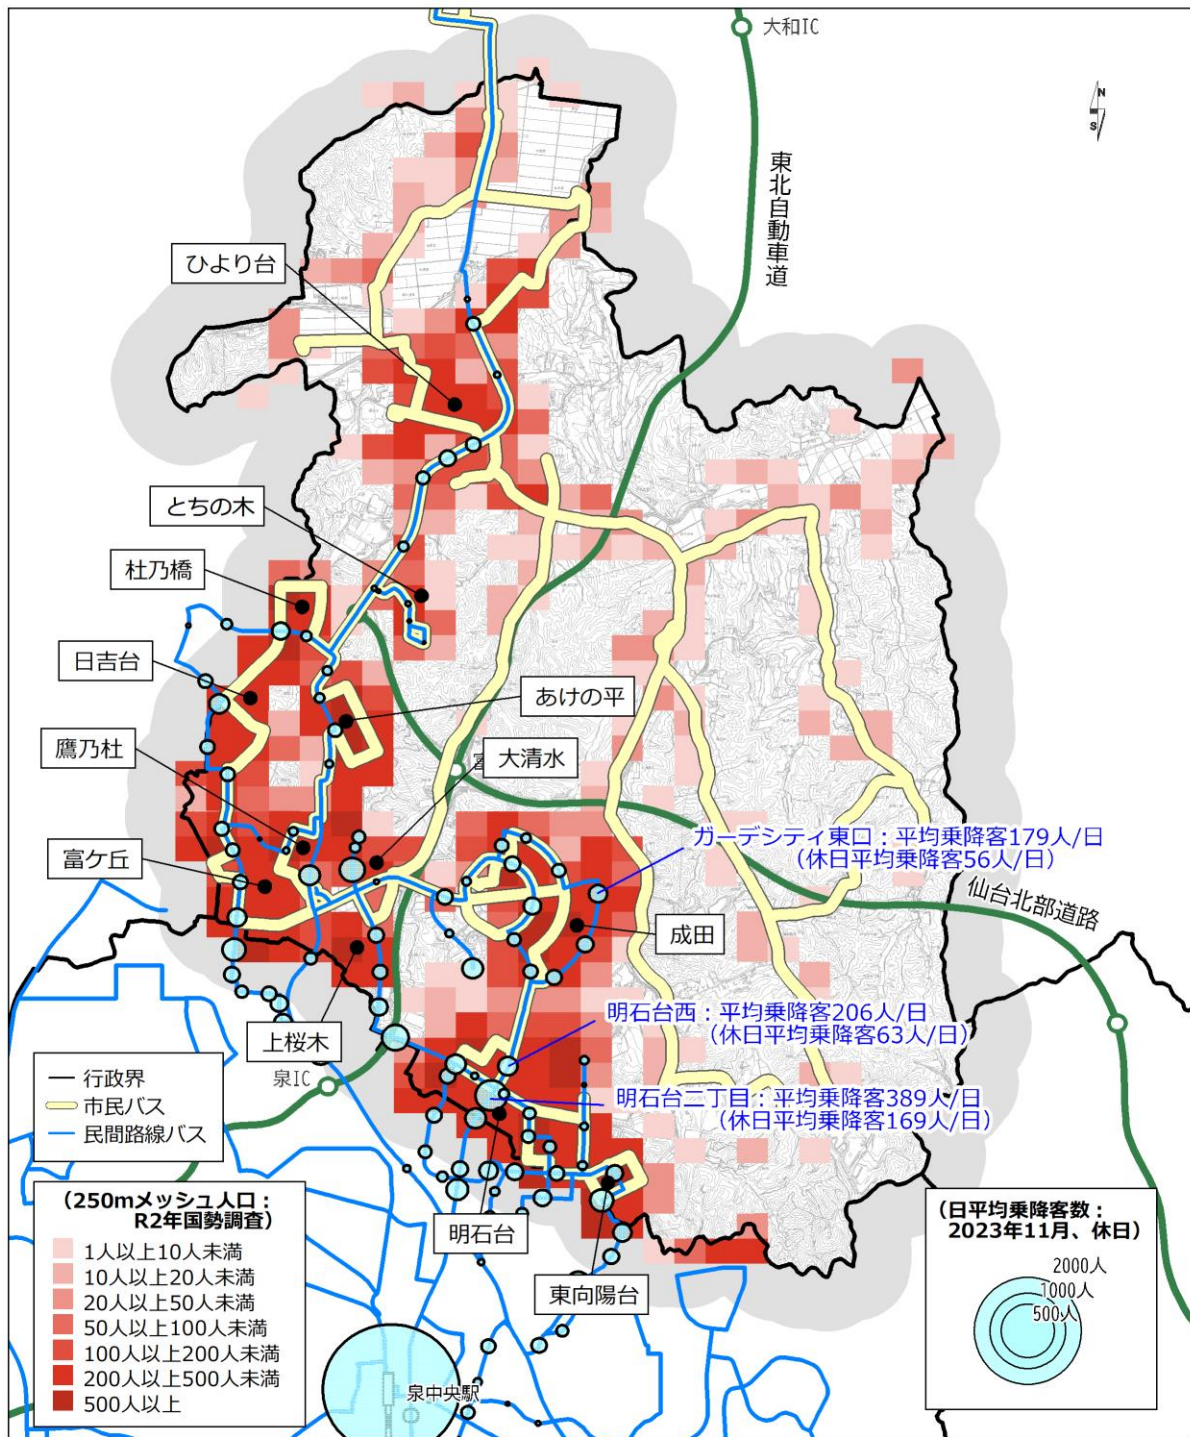 大和IC
N
S
東北自動車道
ひより台
とちの木
杜乃橋
日吉台
あけの平
鷹乃杜
大清水
富
ガーデシティ東口:平均乗降客179人/日
(休日平均乗降客56人/日)
富ケ丘
仙台北部道路
成田
明石台西:平均乗降客206人/日
(休日平均乗降客63人/日)
上桜木
泉IC
明石台二丁目:平均乗降客389人/日
(休日平均乗降客169人/日)
行政界
市民バス
民間路線バス
明石台
東向陽台
(250mメッシュ人口:
R2年国勢調査)
1人以上10人未満
10人以上20人未満
20人以上50人未満
50人以上100人未満
100人以上200人未満
200人以上500人未満
500人以上
泉中央駅
(日平均乗降客数:
2023年11月、休日)
2000人
1000人
500人